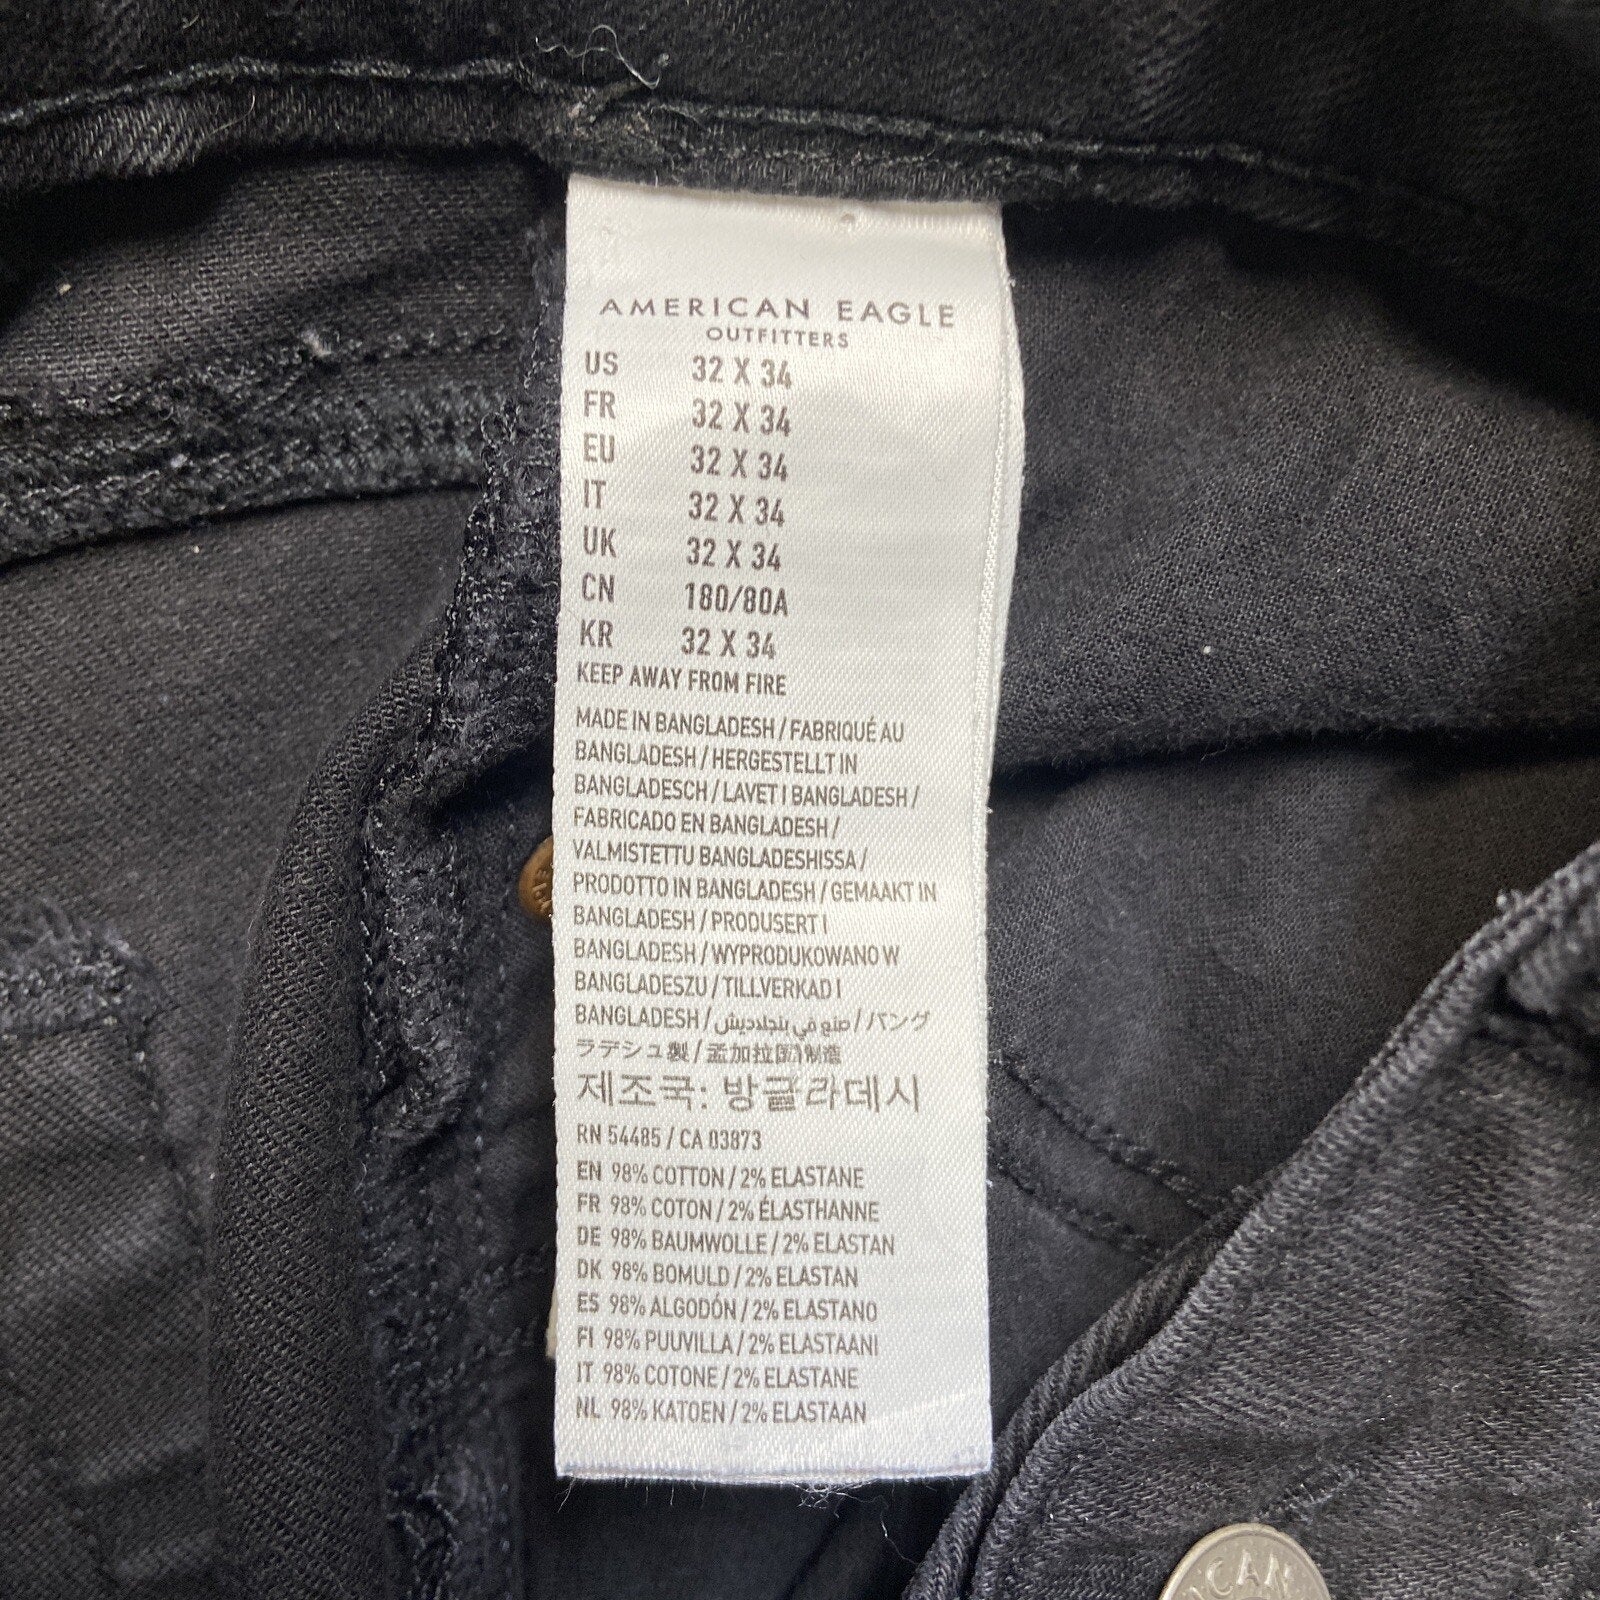 AMERICAN EAGLE
OUTFITTERS
US 32 X 34
FR 32 X 34
EU 32 X 34
IT 32 X 34
UK 32 X 34
CN 180/80A
KR 32 X 34
KEEP AWAY FROM FIRE
MADE IN BANGLADESH / FABRIQUÉ AU
BANGLADESH / HERGESTELLT IN
BANGLADESCH / LAVET I BANGLADESH /
FABRICADO EN BANGLADESH /
VALMISTETTU BANGLADESHISSA /
PRODOTTO IN BANGLADESH / GEMAAKT IN
BANGLADESH / PRODUSERT I
BANGLADESH / WYPRODUKOWANO W
BANGLADESZU / TILLVERKAD I
BANGLADESH / صنع في بنجلاديش / バング
ラデシュ製 / 孟加拉国制造
제조국: 방글라데시
RN 54485 / CA 03873
EN 98% COTTON / 2% ELASTANE
FR 98% COTON / 2% ÉLASTHANNE
DE 98% BAUMWOLLE / 2% ELASTAN
DK 98% BOMULD / 2% ELASTAN
ES 98% ALGODÓN / 2% ELASTANO
FI 98% PUUVILLA / 2% ELASTAANI
IT 98% COTONE / 2% ELASTANE
NL 98% KATOEN / 2% ELASTAAN
ICAN